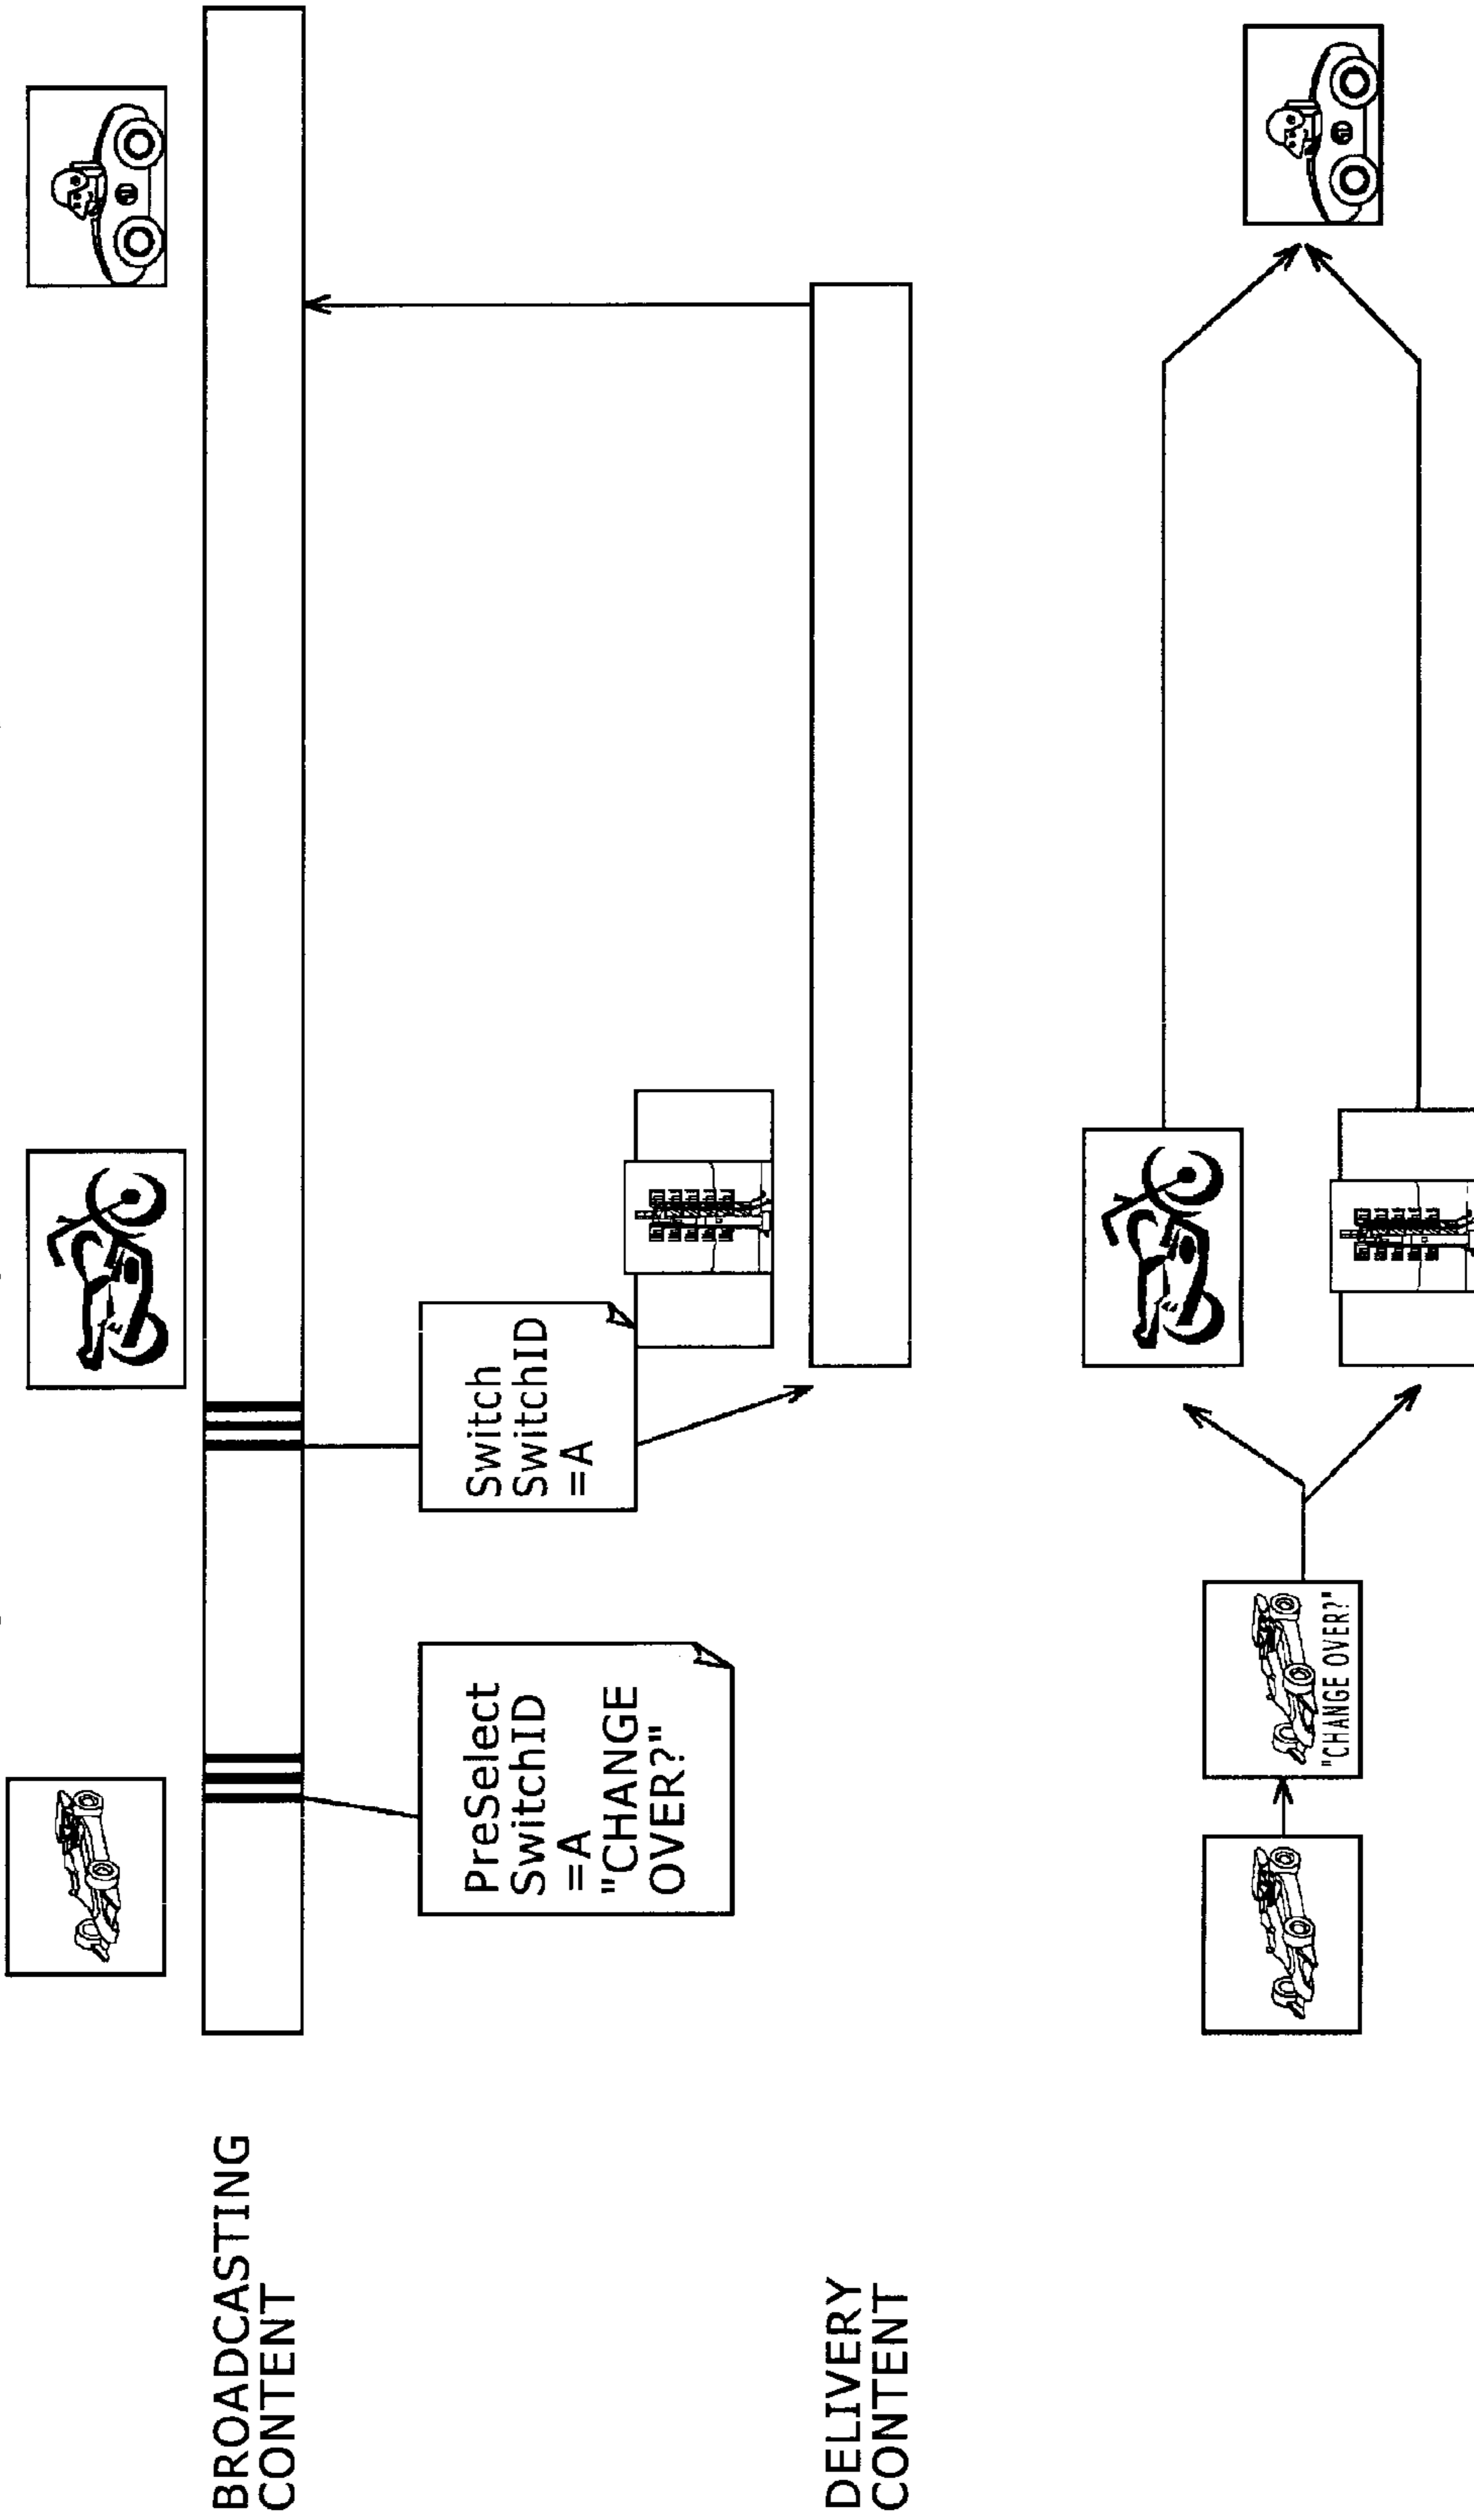 BROADCASTING
CONTENT
PreSelect
SwitchID
=A
"CHANGE
OVER?"
Switch
SwitchID
=A
DELIVERY
CONTENT
"CHANGE OVER?"